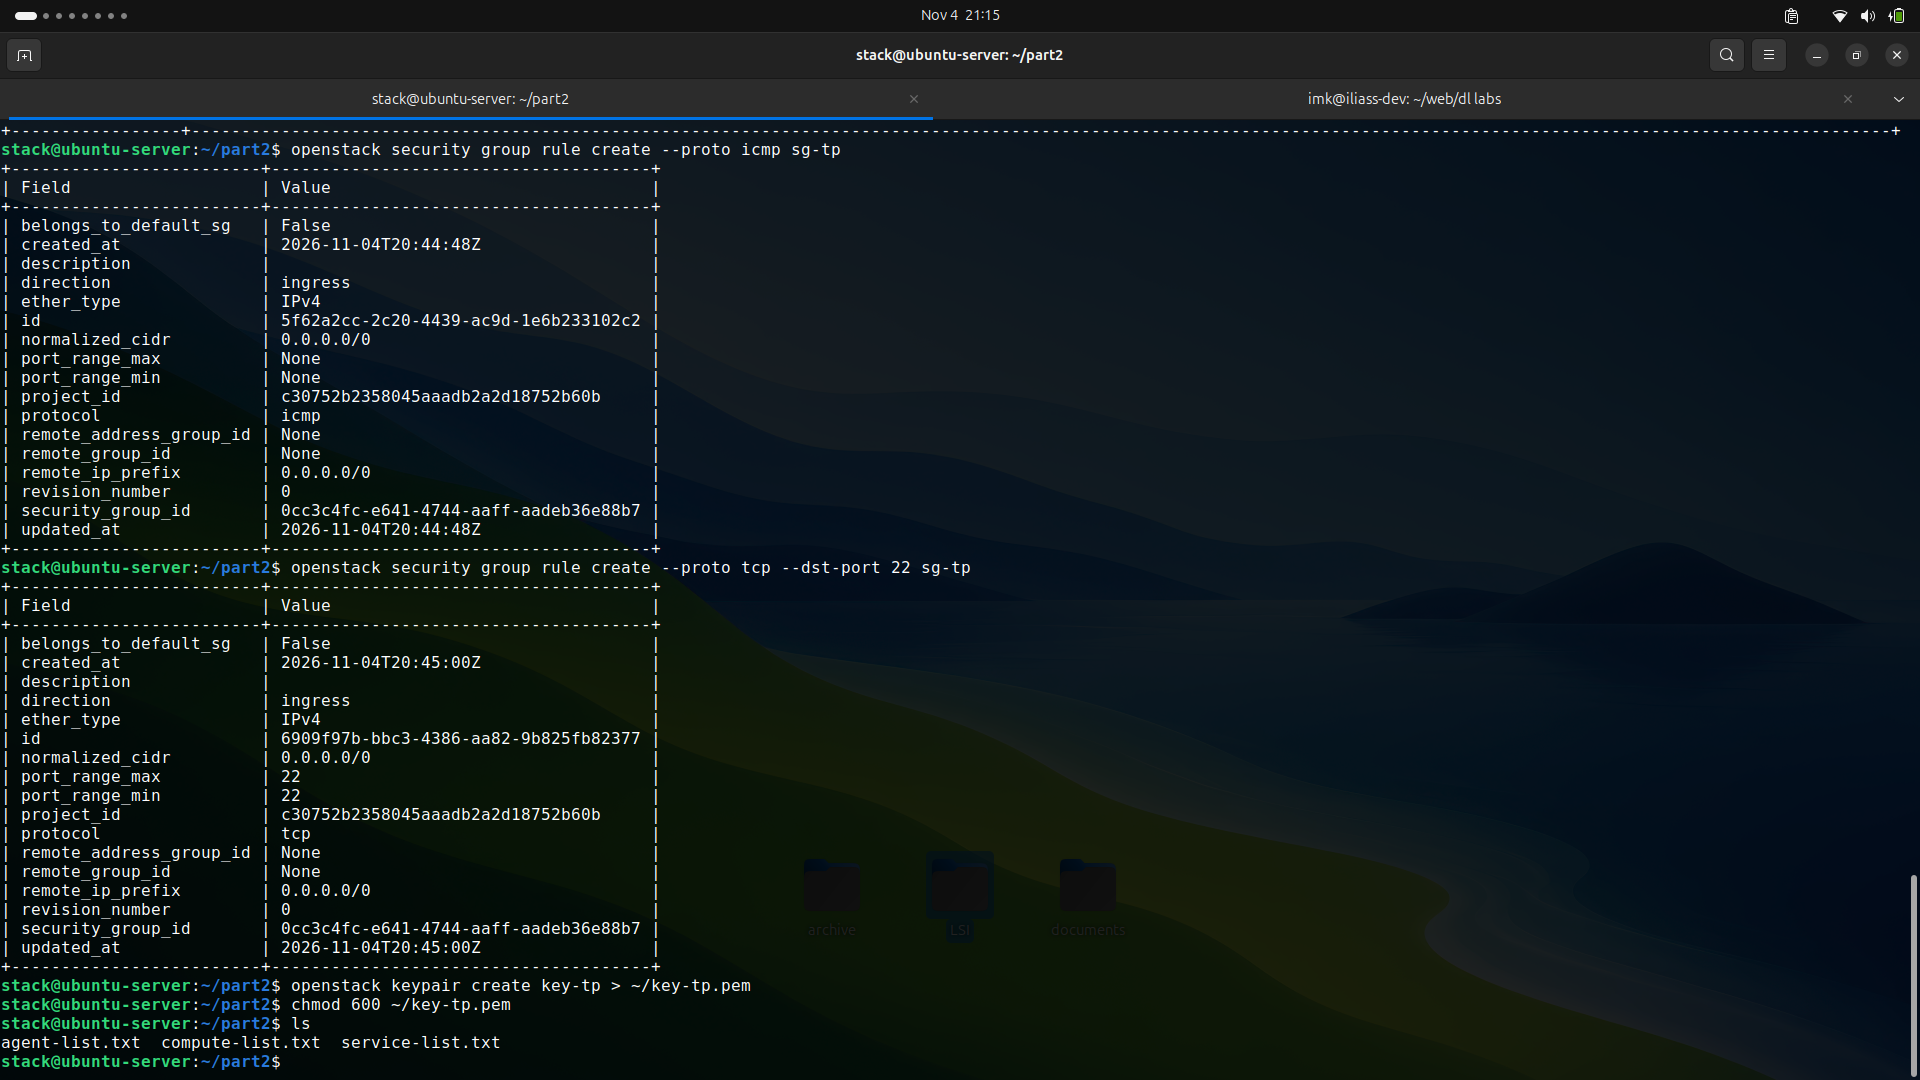 Nov 4 21:15
stack@ubuntu-server: ~/part2
stack@ubuntu-server: ~/part2
imk@iliass-dev: ~/web/dl labs
+-----------------+--------------------------------------------------------------------------------------------------------------------------------------------------------------------------+
stack@ubuntu-server:~/part2$ openstack security group rule create --proto icmp sg-tp
+-------------------------+--------------------------------------+
| Field                   | Value                                |
+-------------------------+--------------------------------------+
| belongs_to_default_sg   | False                                |
| created_at              | 2026-11-04T20:44:48Z                 |
| description             |                                      |
| direction               | ingress                              |
| ether_type              | IPv4                                 |
| id                      | 5f62a2cc-2c20-4439-ac9d-1e6b233102c2 |
| normalized_cidr         | 0.0.0.0/0                            |
| port_range_max          | None                                 |
| port_range_min          | None                                 |
| project_id              | c30752b2358045aaadb2a2d18752b60b     |
| protocol                | icmp                                 |
| remote_address_group_id | None                                 |
| remote_group_id         | None                                 |
| remote_ip_prefix        | 0.0.0.0/0                            |
| revision_number         | 0                                    |
| security_group_id       | 0cc3c4fc-e641-4744-aaff-aadeb36e88b7 |
| updated_at              | 2026-11-04T20:44:48Z                 |
+-------------------------+--------------------------------------+
stack@ubuntu-server:~/part2$ openstack security group rule create --proto tcp --dst-port 22 sg-tp
+-------------------------+--------------------------------------+
| Field                   | Value                                |
+-------------------------+--------------------------------------+
| belongs_to_default_sg   | False                                |
| created_at              | 2026-11-04T20:45:00Z                 |
| description             |                                      |
| direction               | ingress                              |
| ether_type              | IPv4                                 |
| id                      | 6909f97b-bbc3-4386-aa82-9b825fb82377 |
| normalized_cidr         | 0.0.0.0/0                            |
| port_range_max          | 22                                   |
| port_range_min          | 22                                   |
| project_id              | c30752b2358045aaadb2a2d18752b60b     |
| protocol                | tcp                                  |
| remote_address_group_id | None                                 |
| remote_group_id         | None                                 |
| remote_ip_prefix        | 0.0.0.0/0                            |
| revision_number         | 0                                    |
| security_group_id       | 0cc3c4fc-e641-4744-aaff-aadeb36e88b7 |
| updated_at              | 2026-11-04T20:45:00Z                 |
+-------------------------+--------------------------------------+
archive
LSI
documents
stack@ubuntu-server:~/part2$ openstack keypair create key-tp > ~/key-tp.pem
stack@ubuntu-server:~/part2$ chmod 600 ~/key-tp.pem
stack@ubuntu-server:~/part2$ ls
agent-list.txt  compute-list.txt  service-list.txt
stack@ubuntu-server:~/part2$